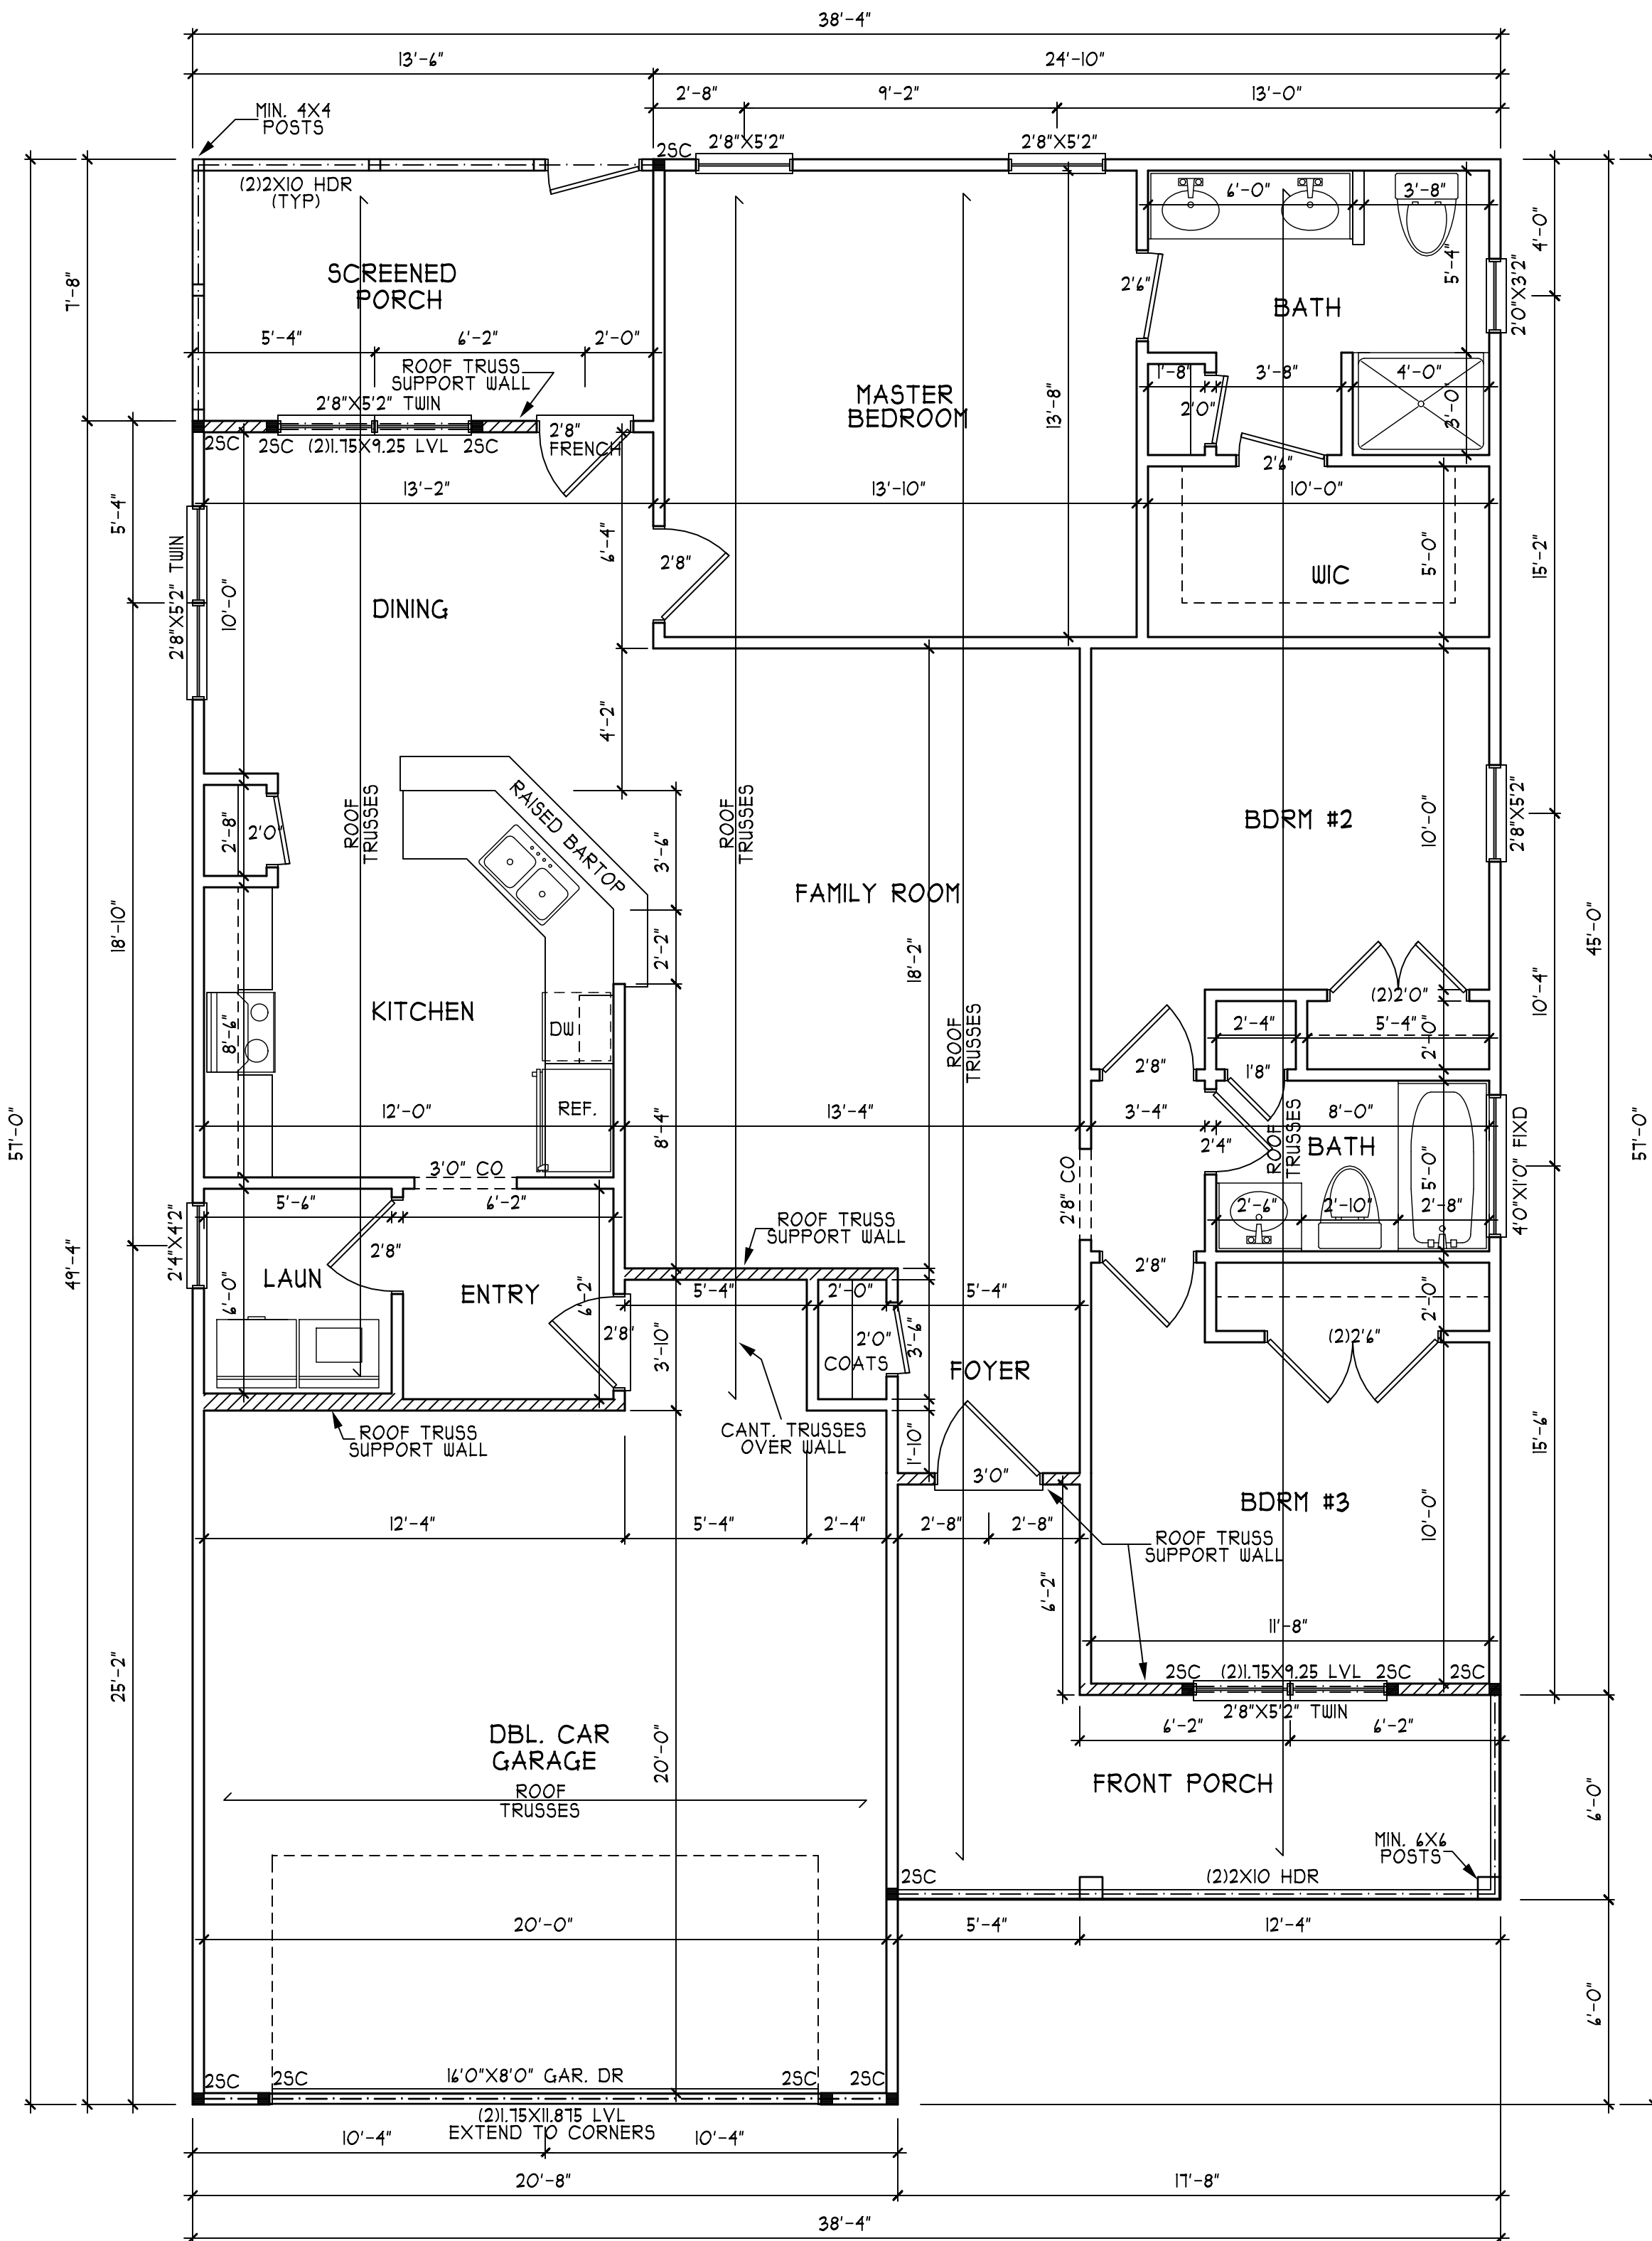 38'-4"
13'-6"
24'-10"
2'-8"
9'-2"
13'-0"
MIN. 4X4
POSTS
2SC
2'8"X5'2"
2'8"X5'2"
(2)2X10 HDR
(TYP)
6'-0"
3'-8"
4'-0"
7'-8"
SCREENED
PORCH
2'6"
5'-4"
BATH
2'0"X3'2"
5'-4"
6'-2"
2'-0"
ROOF TRUSS
SUPPORT WALL
2'8"X5'2" TWIN
MASTER
BEDROOM
13'-8"
1'-8"
3'-8"
4'-0"
2'0"
3'-0"
2SC
2SC
(2)1.75X9.25 LVL
2SC
2'8"
FRENCH
2'6"
13'-2"
13'-10"
10'-0"
5'-4"
2'8"X5'2" TWIN
10'-0"
DINING
6'-4"
2'8"
5'-0"
WIC
15'-2"
4'-2"
2'-8"
2'0"
ROOF
TRUSSES
RAISED BARTOP
3'-6"
ROOF
TRUSSES
FAMILY ROOM
BDRM #2
10'-0"
2'8"X5'2"
18'-10"
2'-2"
18'-2"
45'-0"
KITCHEN
8'-6"
DW
ROOF
TRUSSES
(2)2'0"
2'-4"
5'-4"
2'-0"
10'-4"
57'-0"
12'-0"
REF.
8'-4"
13'-4"
2'8"
1'8"
3'-4"
8'-0"
2'4"
ROOF
TRUSSES
BATH
5'-0"
4'0"X1'0" FIXD
57'-0"
3'0" CO
5'-6"
6'-2"
2'8" CO
2'-6"
2'-10"
2'-8"
49'-4"
2'4"X4'2"
2'8"
LAUN
6'-0"
ENTRY
6'-2"
2'8"
ROOF TRUSS
SUPPORT WALL
5'-4"
2'-0"
5'-4"
3'-10"
2'0"
COATS
3'-6"
FOYER
2'8"
2'-0"
(2)2'6"
ROOF TRUSS
SUPPORT WALL
CANT. TRUSSES
OVER WALL
1'-10"
3'0"
BDRM #3
10'-0"
15'-6"
12'-4"
5'-4"
2'-4"
2'-8"
2'-8"
ROOF TRUSS
SUPPORT WALL
6'-2"
25'-2"
11'-8"
2SC
(2)1.75X9.25 LVL
2SC
2SC
2'8"X5'2" TWIN
6'-2"
6'-2"
DBL. CAR
GARAGE
20'-0"
ROOF
TRUSSES
FRONT PORCH
6'-0"
MIN. 6X6
POSTS
2SC
(2)2X10 HDR
20'-0"
5'-4"
12'-4"
6'-0"
2SC
2SC
16'0"X8'0" GAR. DR
2SC
2SC
(2)1.75X11.875 LVL
EXTEND TO CORNERS
10'-4"
10'-4"
20'-8"
17'-8"
38'-4"